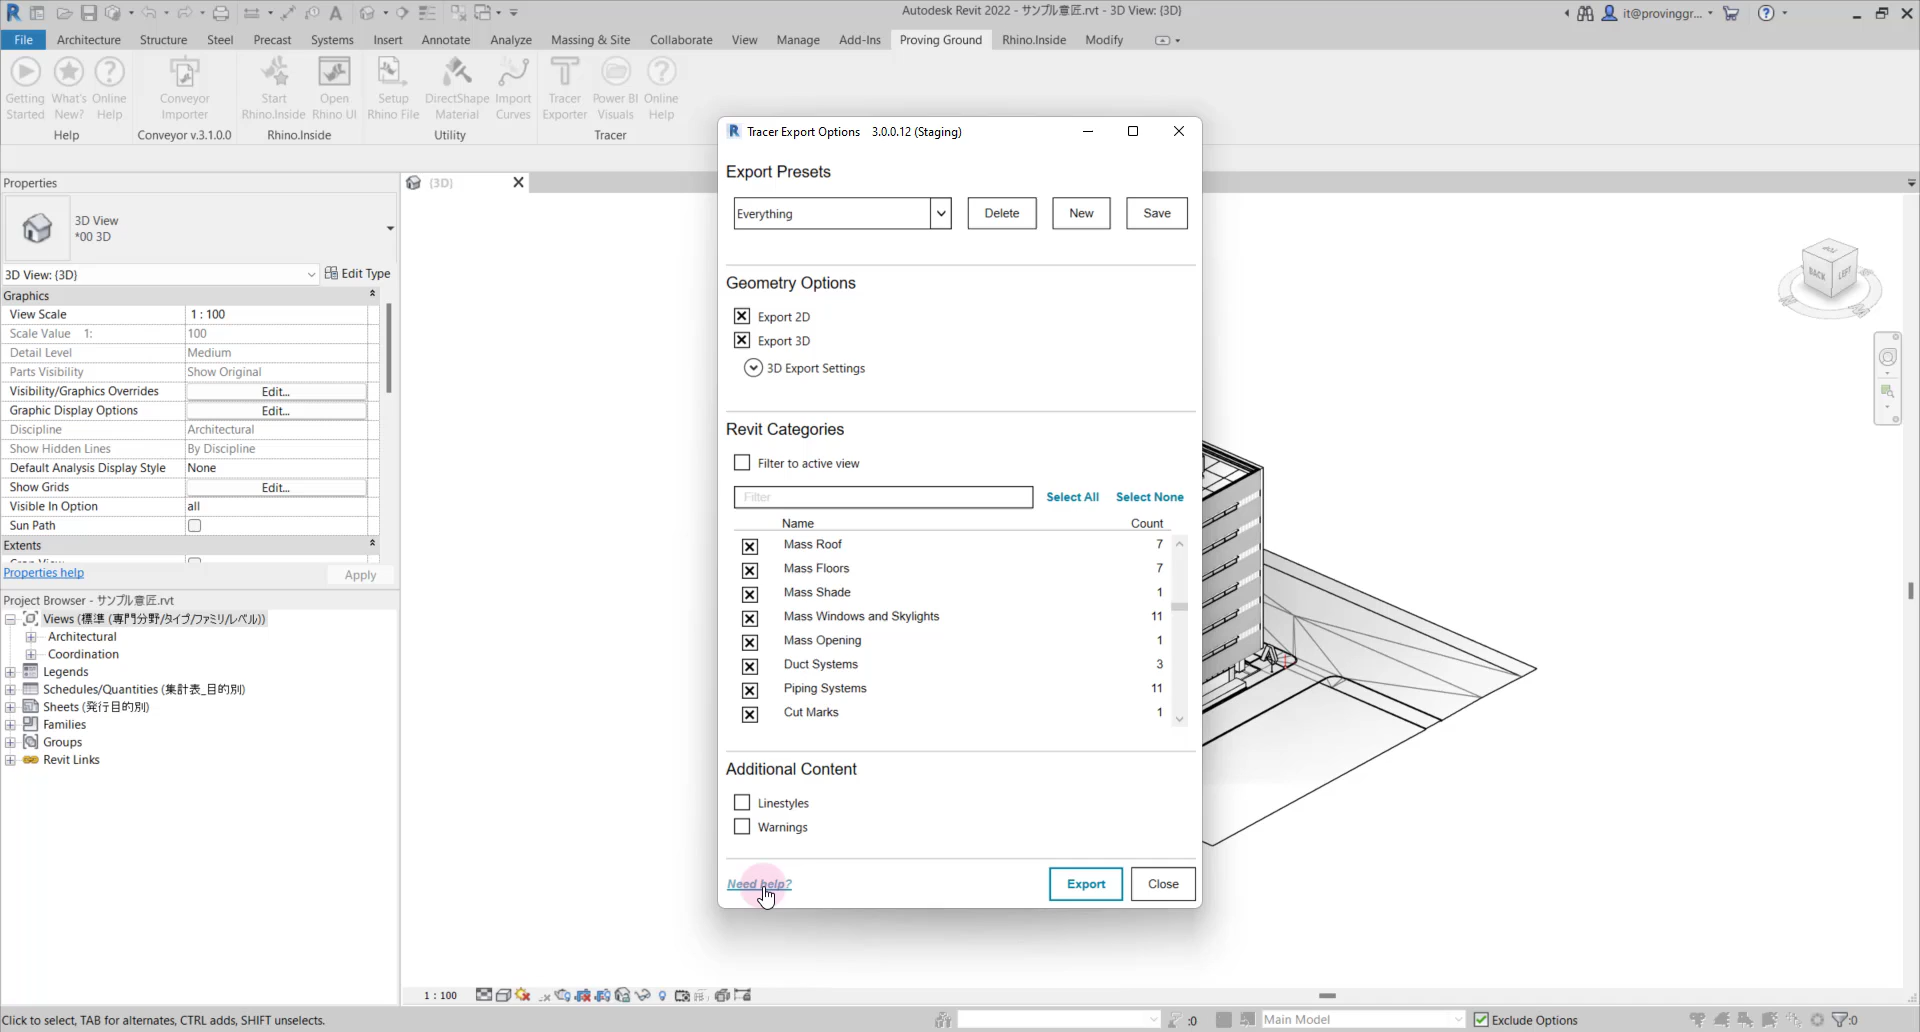 Autodesk Revit 2022 - サンプル意匠.rvt - 3D View: {3D}
it@provinggr...
File Architecture Structure Steel Precast Systems Insert Annotate Analyze Massing & Site Collaborate View Manage Add-Ins Proving Ground Rhino.Inside Modify
Getting Started
What's New?
Online Help
Conveyor Importer
Start Rhino.Inside
Open Rhino UI
Setup Rhino File
DirectShape Material
Import Curves
Tracer Exporter
Power BI Visuals
Online Help
Help Conveyor v.3.1.0.0 Rhino.Inside Utility Tracer
Properties
{3D}
3D View
*00 3D
3D View: {3D}
Edit Type
Graphics
View Scale 1 : 100
Scale Value 1: 100
Detail Level Medium
Parts Visibility Show Original
Visibility/Graphics Overrides Edit...
Graphic Display Options Edit...
Discipline Architectural
Show Hidden Lines By Discipline
Default Analysis Display Style None
Show Grids Edit...
Visible In Option all
Sun Path
Extents
Properties help
Apply
Project Browser - サンプル意匠.rvt
Views (標準 (専門分野/タイプ/ファミリ/レベル))
Architectural
Coordination
Legends
Schedules/Quantities (集計表_目的別)
Sheets (発行目的別)
Families
Groups
Revit Links
Tracer Export Options 3.0.0.12 (Staging)
Export Presets
Everything
Delete
New
Save
Geometry Options
Export 2D
Export 3D
3D Export Settings
Revit Categories
Filter to active view
Filter
Select All
Select None
Name Count
Mass Roof 7
Mass Floors 7
Mass Shade 1
Mass Windows and Skylights 11
Mass Opening 1
Duct Systems 3
Piping Systems 11
Cut Marks 1
Additional Content
Linestyles
Warnings
Need help?
Export
Close
TOP
BACK
LEFT
1 : 100
Click to select, TAB for alternates, CTRL adds, SHIFT unselects.
:0
Main Model
Exclude Options
:0